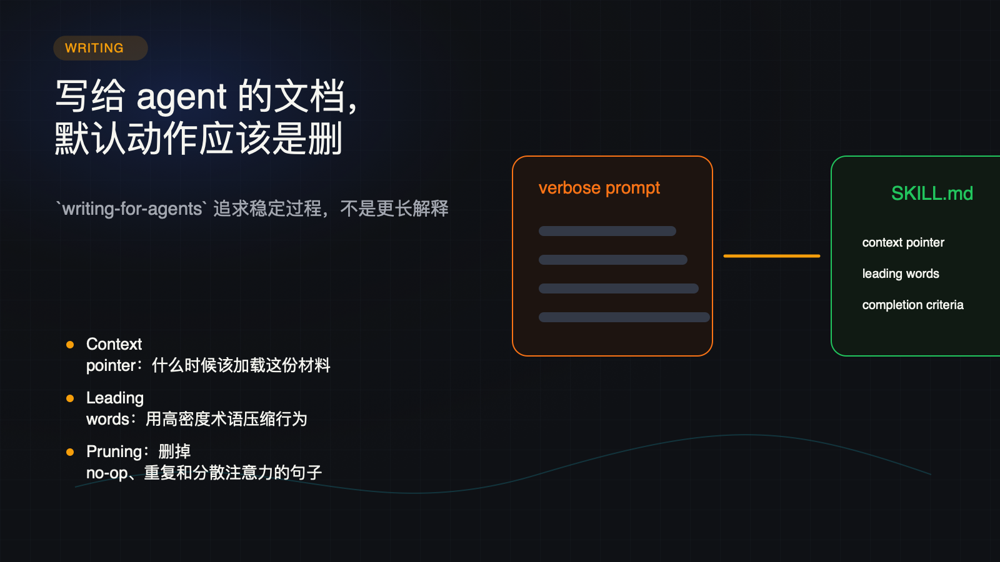 WRITING
写给 agent 的文档，
默认动作应该是删
`writing-for-agents` 追求稳定过程，不是更长解释
Context
pointer：什么时候该加载这份材料
Leading
words：用高密度术语压缩行为
Pruning：删掉
no-op、重复和分散注意力的句子
verbose prompt
SKILL.md
context pointer
leading words
completion criteria